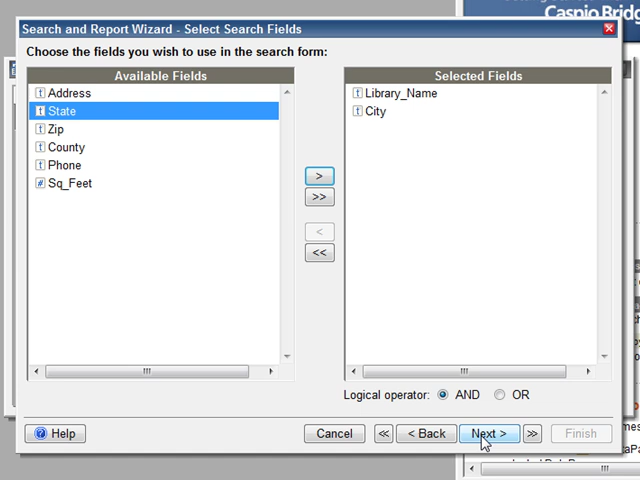 Caspio Bridge
Search and Report Wizard - Select Search Fields
Choose the fields you wish to use in the search form:
Available Fields
Selected Fields
t Address
t State
t Zip
t County
t Phone
# Sq_Feet
>
>>
<
<<
t Library_Name
t City
Logical operator: AND OR
? Help
Cancel
<<
< Back
Next >
>>
Finish